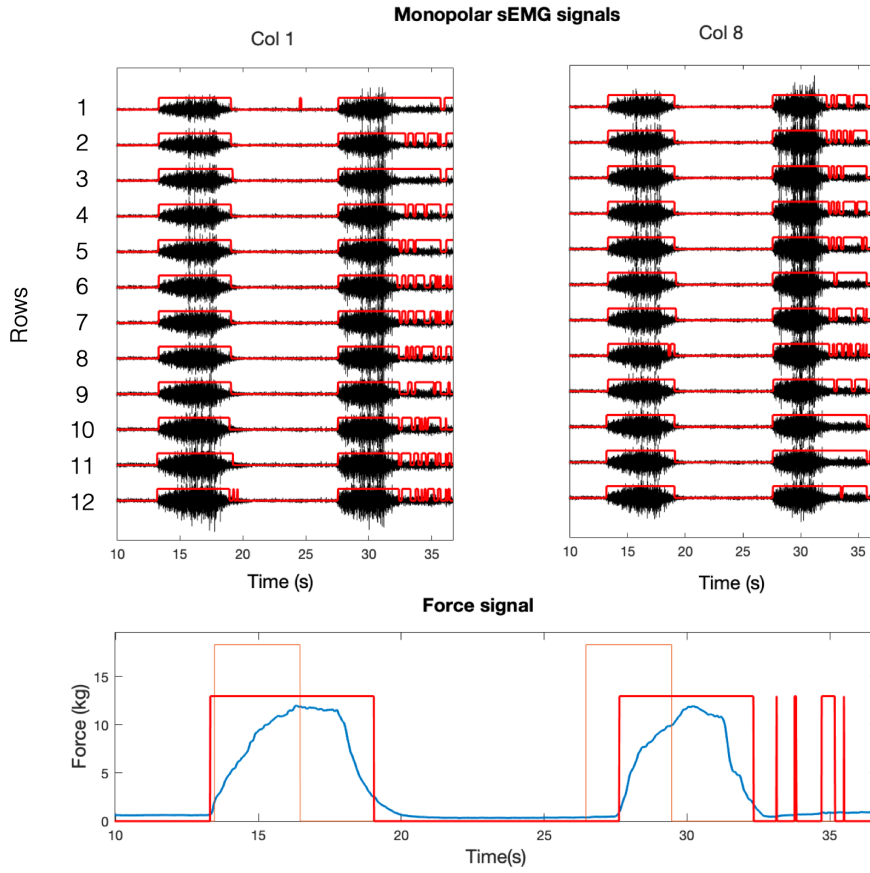 Monopolar sEMG signals
Col 1
Col 8
Rows
1
2
3
4
5
6
7
8
9
10
11
12
10 15 20 25 30 35
10 15 20 25 30 35
Time (s)
Time (s)
Force signal
Force (kg)
15
10
5
0
10 15 20 25 30 35
Time(s)